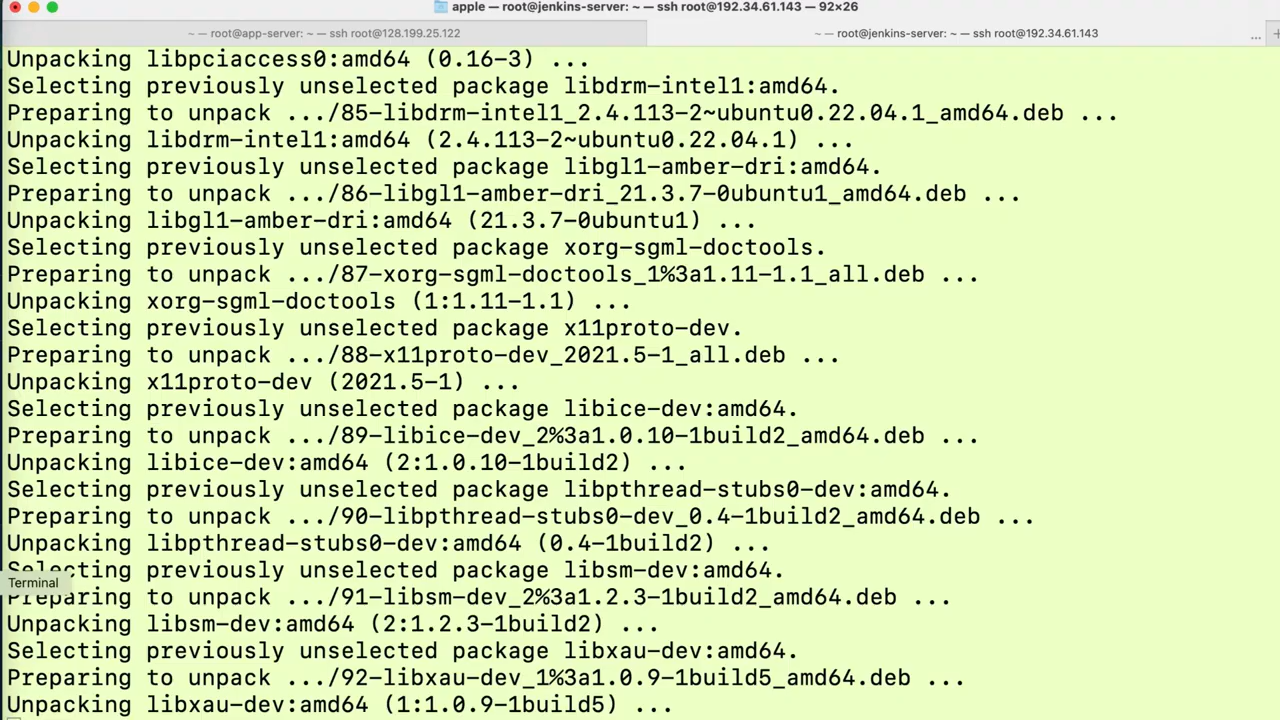 apple — root@jenkins-server: ~ — ssh root@192.34.61.143 — 92×26
~ — root@app-server: ~ — ssh root@128.199.25.122
~ — root@jenkins-server: ~ — ssh root@192.34.61.143 ... +
Unpacking libpciaccess0:amd64 (0.16-3) ...
Selecting previously unselected package libdrm-intel1:amd64.
Preparing to unpack .../85-libdrm-intel1_2.4.113-2~ubuntu0.22.04.1_amd64.deb ...
Unpacking libdrm-intel1:amd64 (2.4.113-2~ubuntu0.22.04.1) ...
Selecting previously unselected package libgl1-amber-dri:amd64.
Preparing to unpack .../86-libgl1-amber-dri_21.3.7-0ubuntu1_amd64.deb ...
Unpacking libgl1-amber-dri:amd64 (21.3.7-0ubuntu1) ...
Selecting previously unselected package xorg-sgml-doctools.
Preparing to unpack .../87-xorg-sgml-doctools_1%3a1.11-1.1_all.deb ...
Unpacking xorg-sgml-doctools (1:1.11-1.1) ...
Selecting previously unselected package x11proto-dev.
Preparing to unpack .../88-x11proto-dev_2021.5-1_all.deb ...
Unpacking x11proto-dev (2021.5-1) ...
Selecting previously unselected package libice-dev:amd64.
Preparing to unpack .../89-libice-dev_2%3a1.0.10-1build2_amd64.deb ...
Unpacking libice-dev:amd64 (2:1.0.10-1build2) ...
Selecting previously unselected package libpthread-stubs0-dev:amd64.
Preparing to unpack .../90-libpthread-stubs0-dev_0.4-1build2_amd64.deb ...
Unpacking libpthread-stubs0-dev:amd64 (0.4-1build2) ...
Selecting previously unselected package libsm-dev:amd64.
Terminal
Preparing to unpack .../91-libsm-dev_2%3a1.2.3-1build2_amd64.deb ...
Unpacking libsm-dev:amd64 (2:1.2.3-1build2) ...
Selecting previously unselected package libxau-dev:amd64.
Preparing to unpack .../92-libxau-dev_1%3a1.0.9-1build5_amd64.deb ...
Unpacking libxau-dev:amd64 (1:1.0.9-1build5) ...